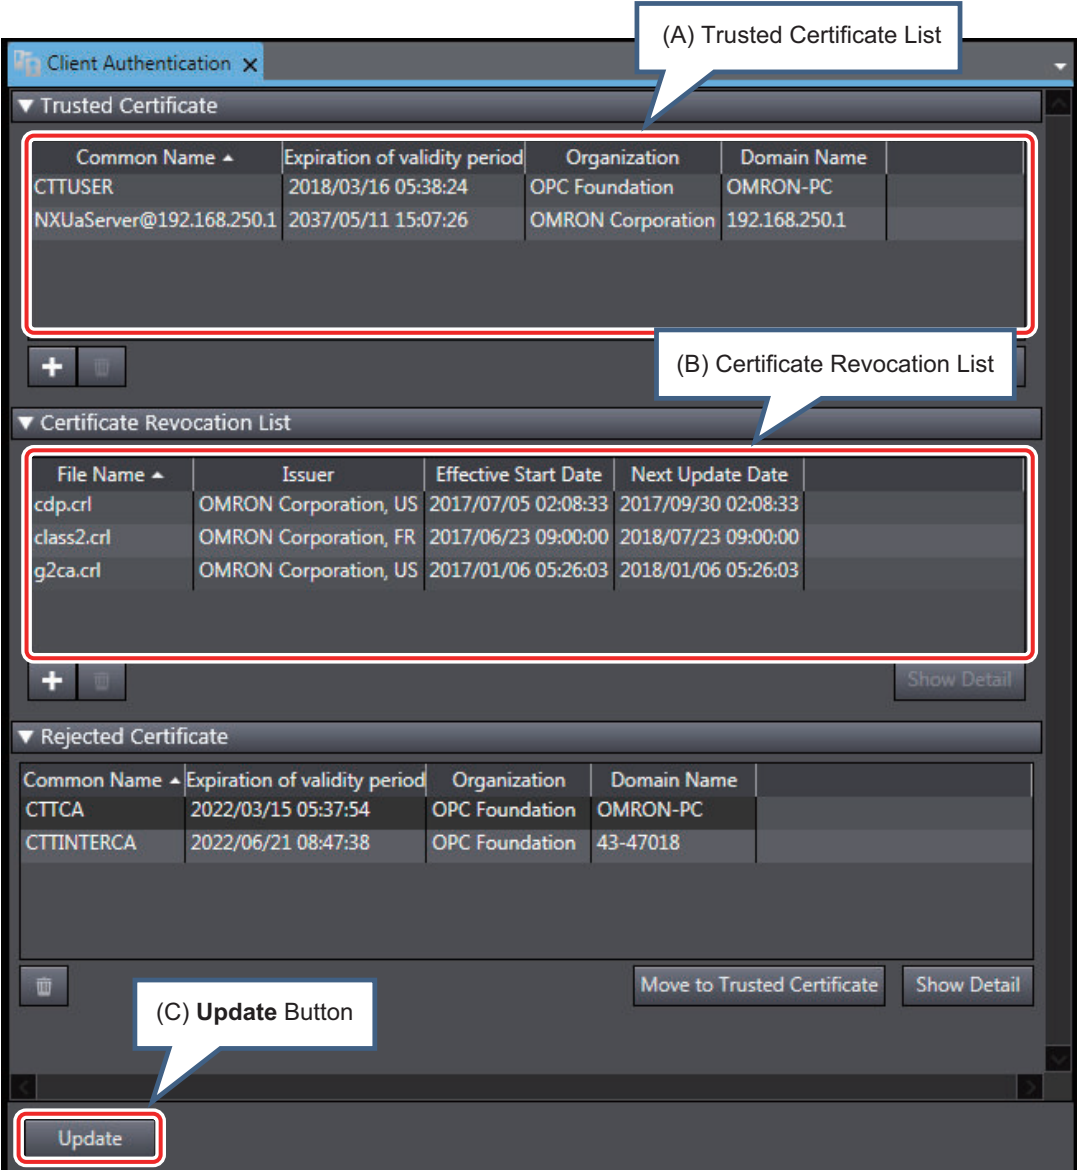 (A) Trusted Certificate List
Client Authentication
Trusted Certificate
Common Name Expiration of validity period Organization Domain Name
CTTUSER 2018/03/16 05:38:24 OPC Foundation OMRON-PC
NXUaServer@192.168.250.1 2037/05/11 15:07:26 OMRON Corporation 192.168.250.1
(B) Certificate Revocation List
Certificate Revocation List
File Name Issuer Effective Start Date Next Update Date
cdp.crl OMRON Corporation, US 2017/07/05 02:08:33 2017/09/30 02:08:33
class2.crl OMRON Corporation, FR 2017/06/23 09:00:00 2018/07/23 09:00:00
g2ca.crl OMRON Corporation, US 2017/01/06 05:26:03 2018/01/06 05:26:03
Show Detail
Rejected Certificate
Common Name Expiration of validity period Organization Domain Name
CTTCA 2022/03/15 05:37:54 OPC Foundation OMRON-PC
CTTINTERCA 2022/06/21 08:47:38 OPC Foundation 43-47018
Move to Trusted Certificate Show Detail
(C) Update Button
Update